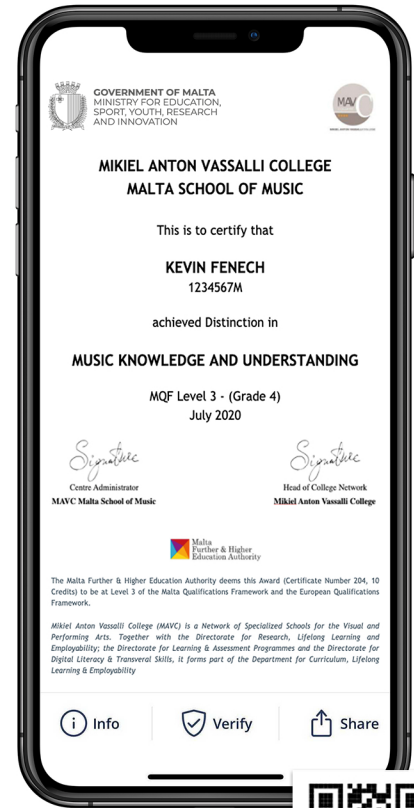 GOVERNMENT OF MALTA
MINISTRY FOR EDUCATION,
SPORT, YOUTH, RESEARCH
AND INNOVATION
MAVC
MIKIEL ANTON VASSALLI COLLEGE
MALTA SCHOOL OF MUSIC
This is to certify that
KEVIN FENECH
1234567M
achieved Distinction in
MUSIC KNOWLEDGE AND UNDERSTANDING
MQF Level 3 - (Grade 4)
July 2020
Signature
Centre Administrator
MAVC Malta School of Music
Signature
Head of College Network
Mikiel Anton Vassalli College
Malta
Further & Higher
Education Authority
The Malta Further & Higher Education Authority deems this Award (Certificate Number 204, 10
Credits) to be at Level 3 of the Malta Qualifications Framework and the European Qualifications
Framework.
Mikiel Anton Vassalli College (MAVC) is a Network of Specialized Schools for the Visual and
Performing Arts. Together with the Directorate for Research, Lifelong Learning and
Employability; the Directorate for Learning & Assessment Programmes and the Directorate for
Digital Literacy & Transveral Skills, it forms part of the Department for Curriculum, Lifelong
Learning & Employability
Info
Verify
Share